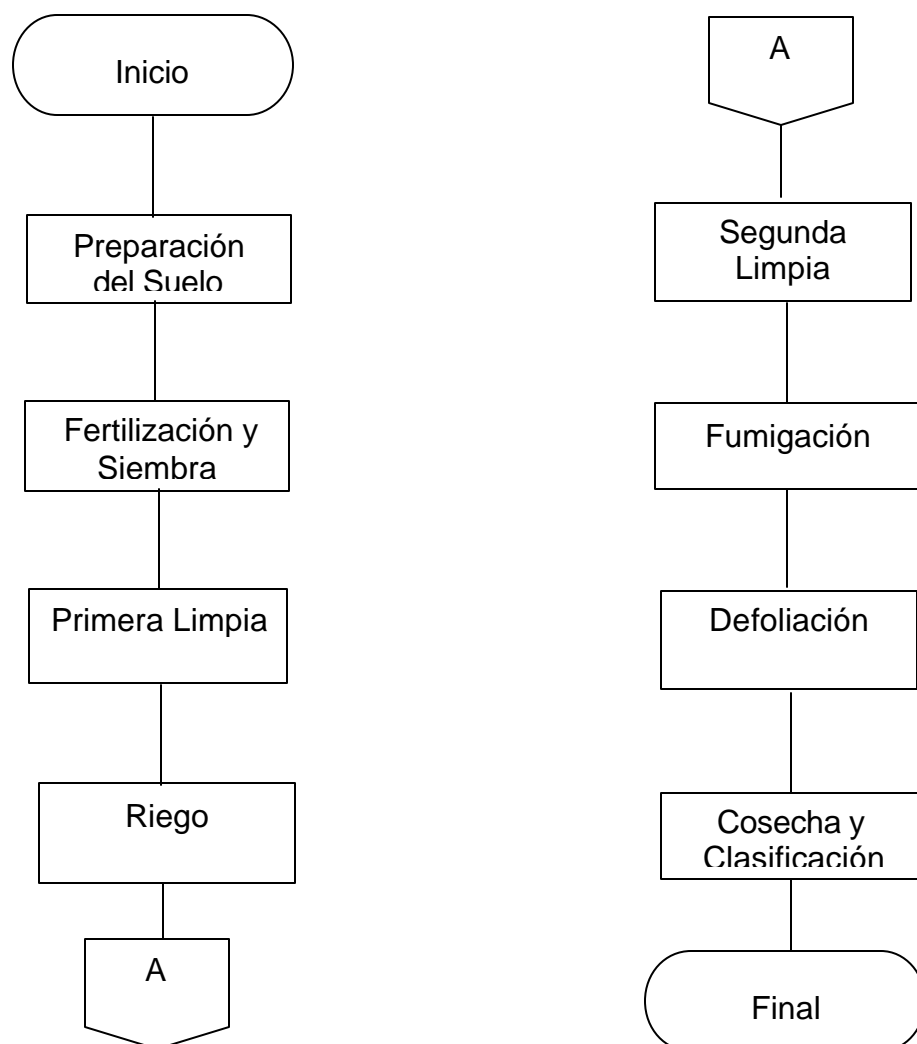 Inicio
Preparación
del Suelo
Fertilización y
Siembra
Primera Limpia
Riego
A
A
Segunda
Limpia
Fumigación
Defoliación
Cosecha y
Clasificación
Final